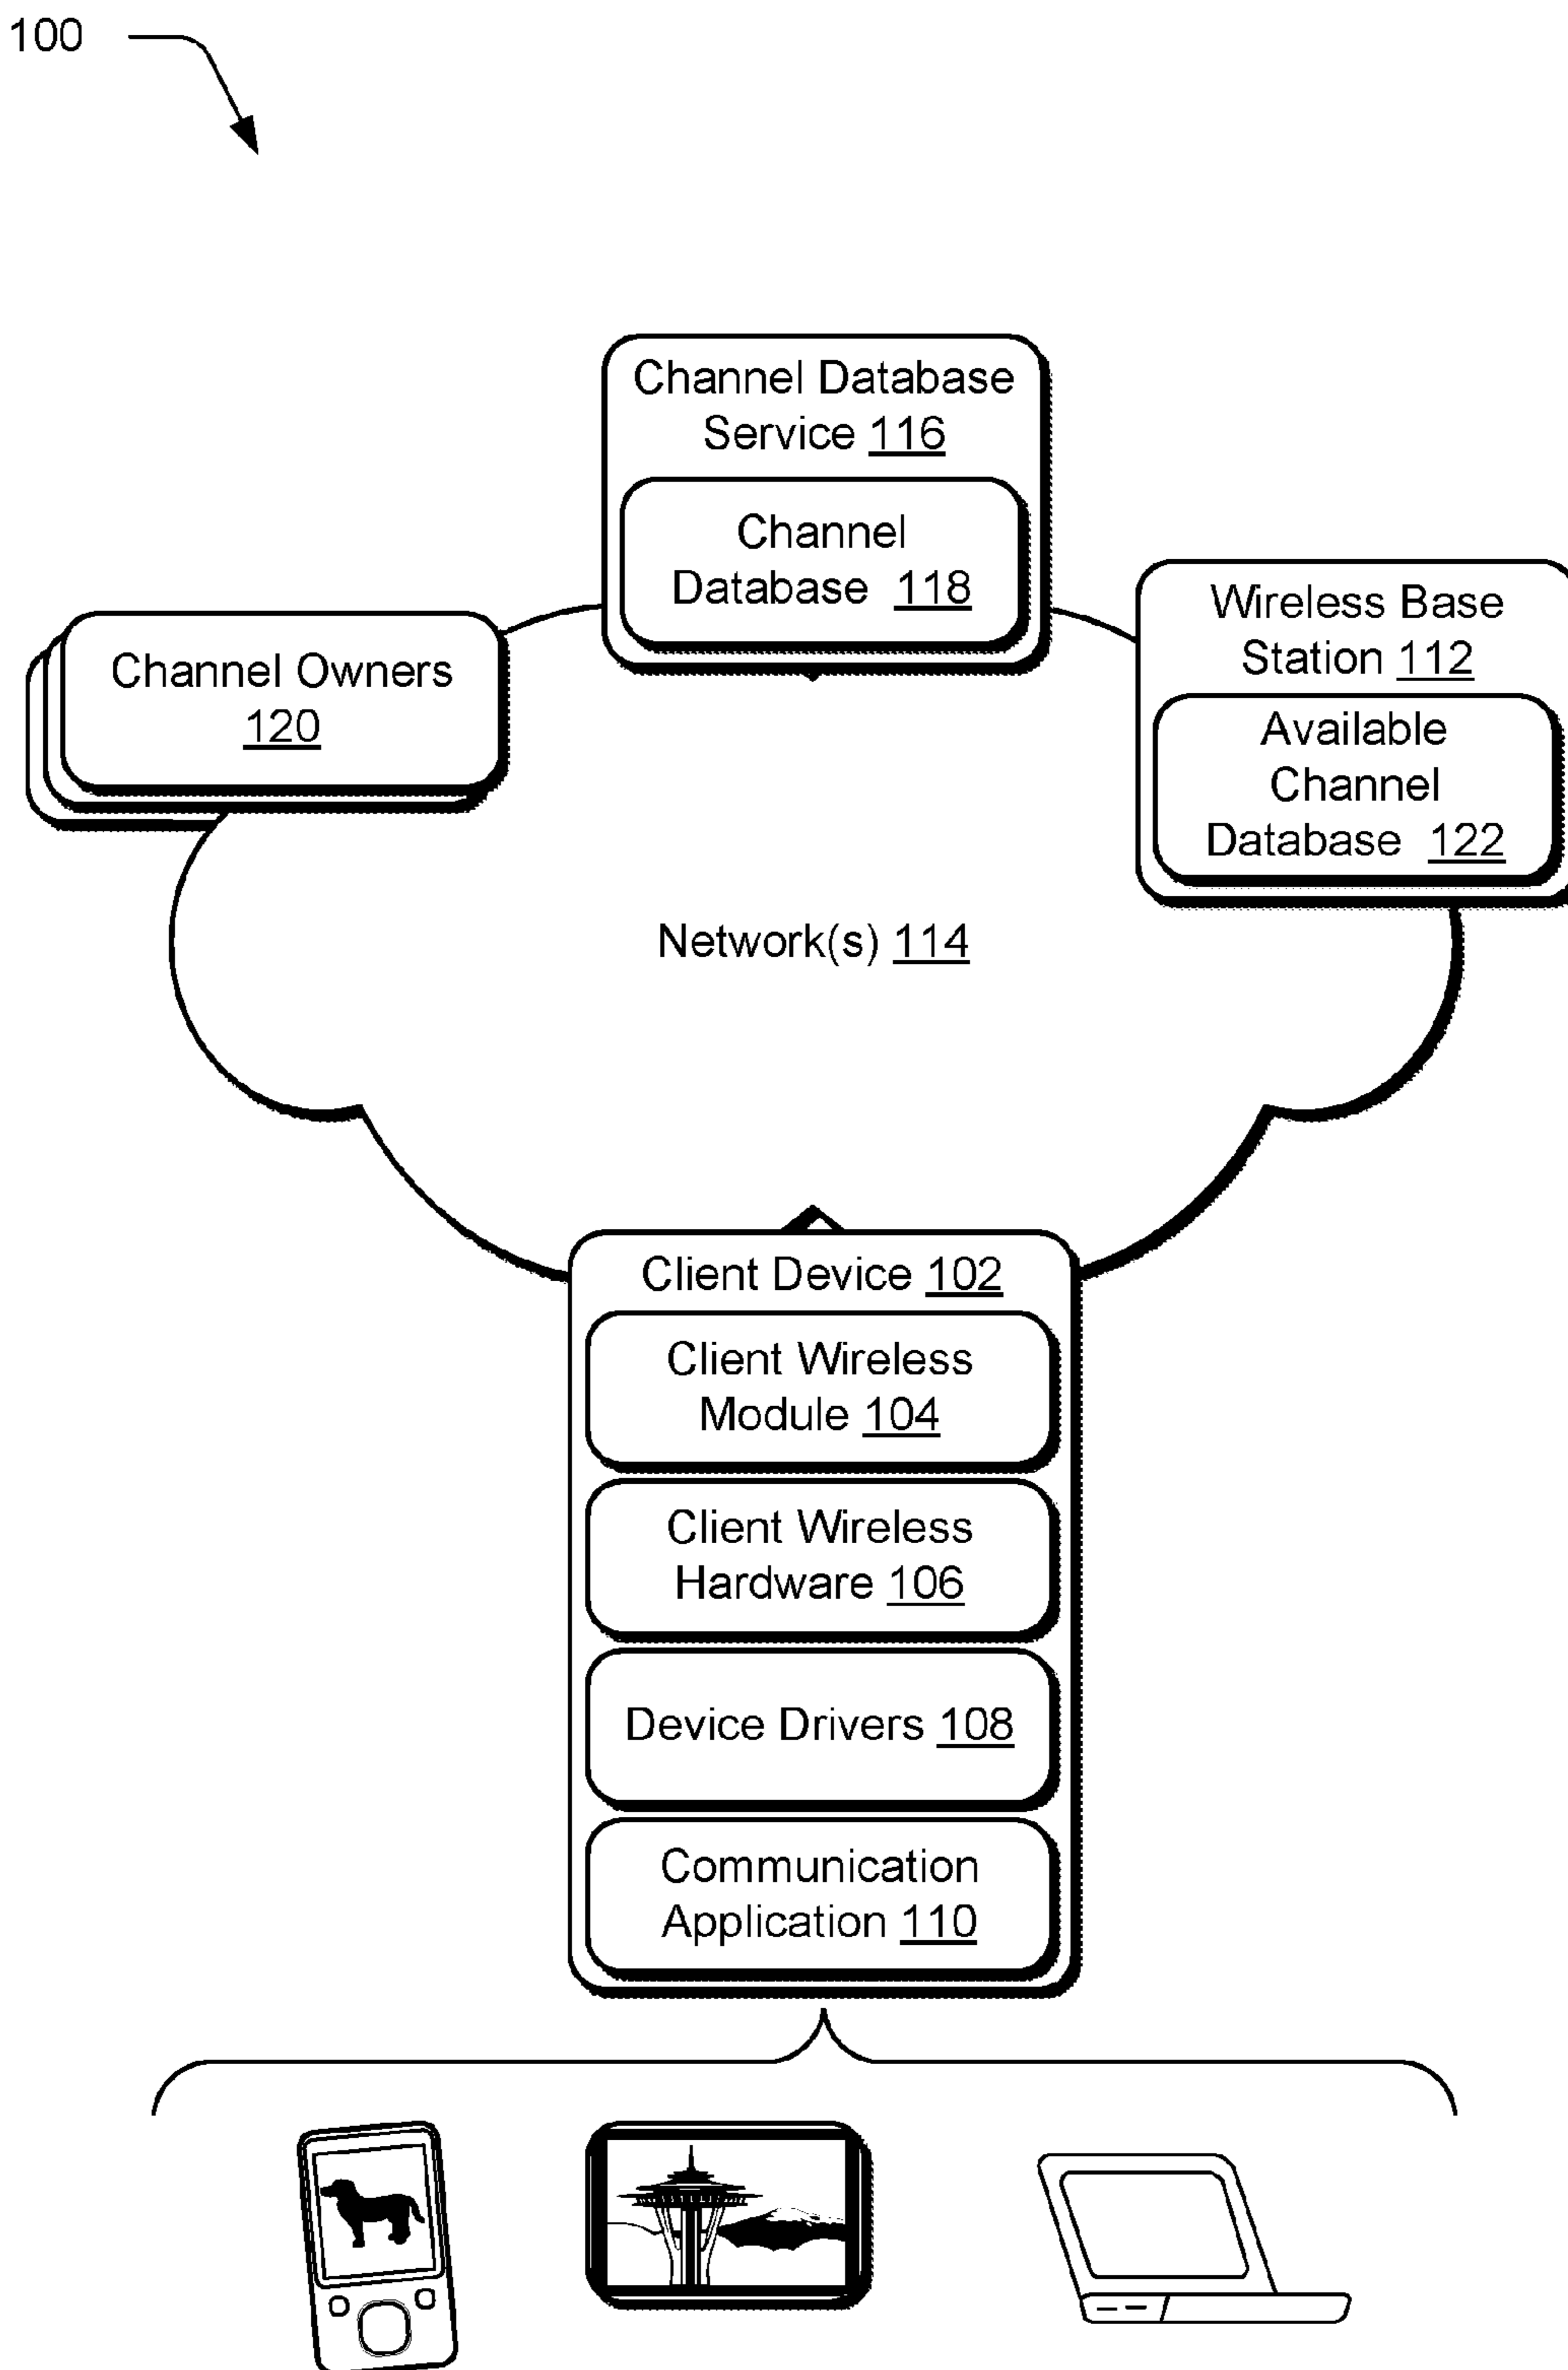 100
Channel Database
Service 116
Channel
Database 118
Wireless Base
Station 112
Available
Channel
Database 122
Channel Owners
120
Network(s) 114
Client Device 102
Client Wireless
Module 104
Client Wireless
Hardware 106
Device Drivers 108
Communication
Application 110